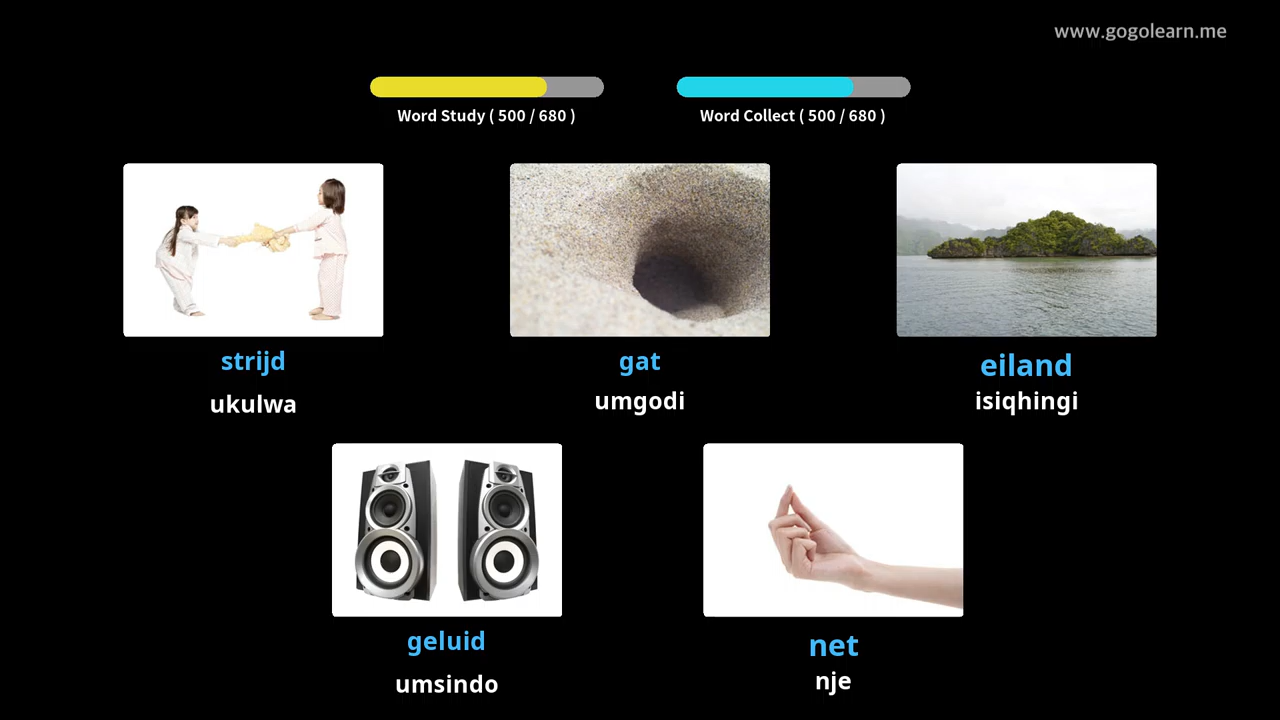 www.gogolearn.me
Word Study ( 500 / 680 )
Word Collect ( 500 / 680 )
strijd
ukulwa
gat
umgodi
eiland
isiqhingi
geluid
umsindo
net
nje